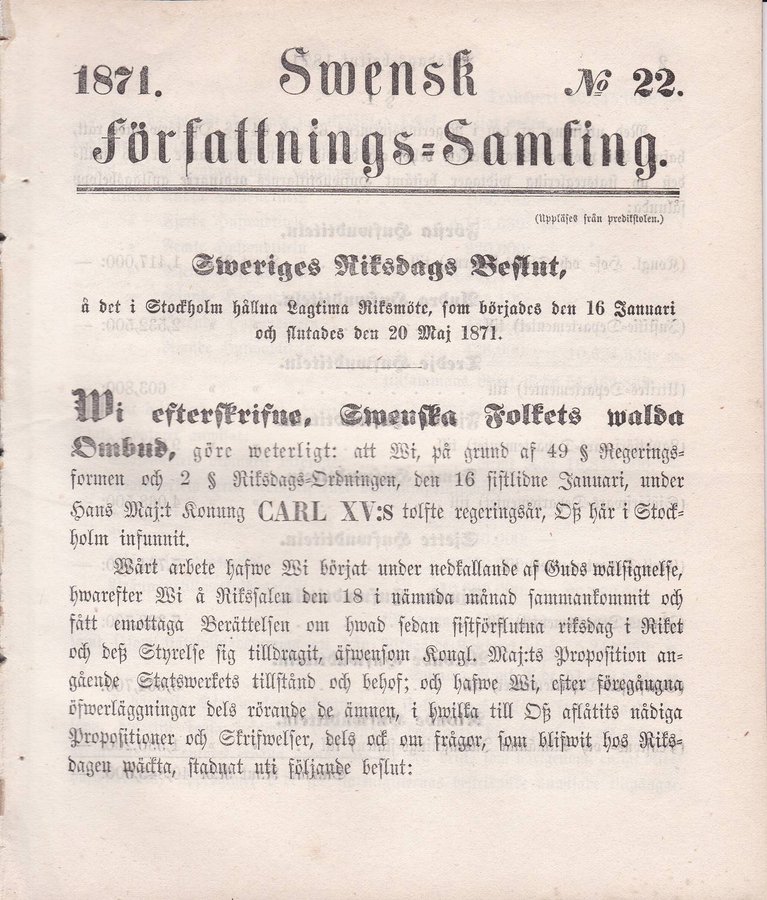 1871. Swensk № 22.
Författnings-Samling.
(Uppläses från predikstolen.)
Sweriges Riksdags Beslut,
å det i Stockholm hållna Lagtima Riksmöte, som börjades den 16 Januari
och slutades den 20 Maj 1871.
Wi efterskrifne, Swenska Folkets walda
Ombud, göre weterligt: att Wi, på grund af 49 § Regerings-
formen och 2 § Riksdags-Ordningen, den 16 sistlidne Januari, under
Hans Maj:t Konung CARL XV:S tolfte regeringsår, Oß här i Stock-
holm infunnit.
Wårt arbete hafwe Wi börjat under nedkallande af Guds wälsignelse,
hwarefter Wi å Rikssalen den 18 i nämnda månad sammankommit och
fått emottaga Berättelsen om hwad sedan sistförflutna riksdag i Riket
och deß Styrelse sig tilldragit, äfwensom Kongl. Maj:ts Proposition an-
gående Statswerkets tillstånd och behof; och hafwe Wi, efter föregångna
öfwerläggningar dels rörande de ämnen, i hwilka till Oß aflåtits nådiga
Propositioner och Skrifwelser, dels ock om frågor, som blifwit hos Riks-
dagen wäckta, stadnat uti följande beslut: